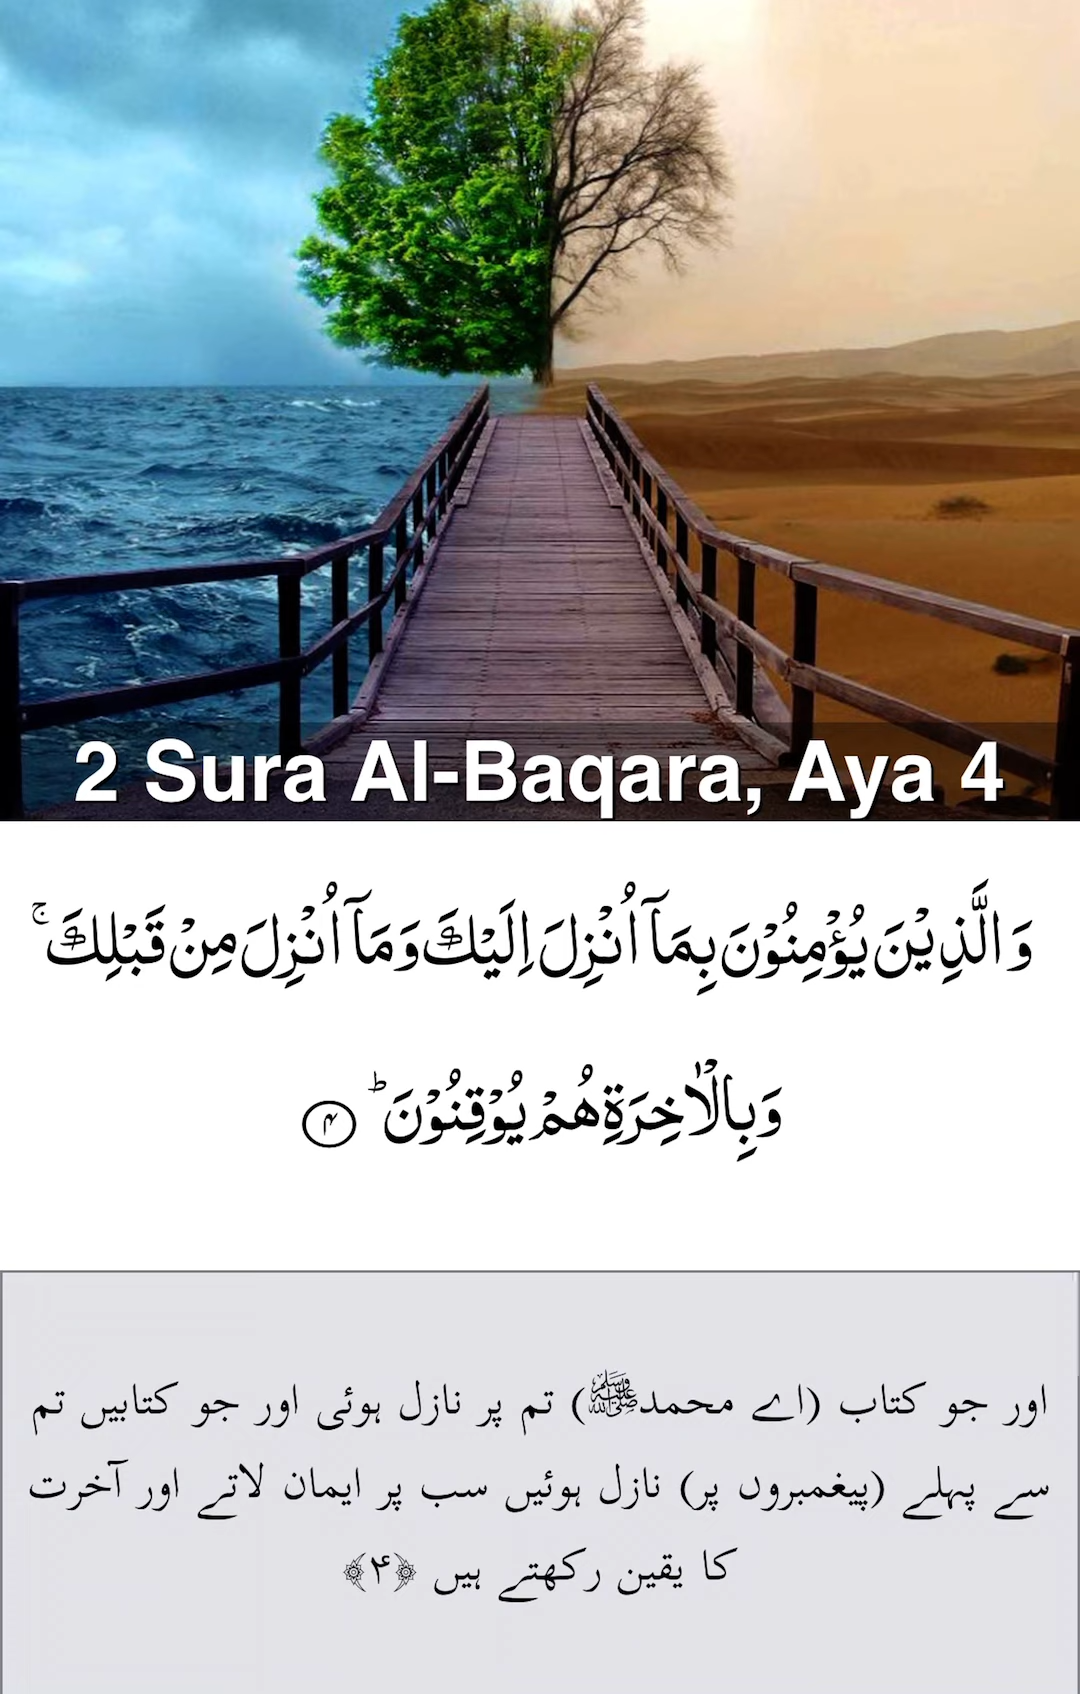 2 Sura Al-Baqara, Aya 4
وَالَّذِيْنَ يُؤْمِنُوْنَ بِمَآ اُنْزِلَ اِلَيْكَ وَمَآ اُنْزِلَ مِنْ قَبْلِكَ ۚ
وَبِالْاٰخِرَةِ هُمْ يُوْقِنُوْنَ ؕ ۴
اور جو کتاب (اے محمدﷺ) تم پر نازل ہوئی اور جو کتابیں تم
سے پہلے (پیغمبروں پر) نازل ہوئیں سب پر ایمان لاتے اور آخرت
کا یقین رکھتے ہیں ﴿۴﴾